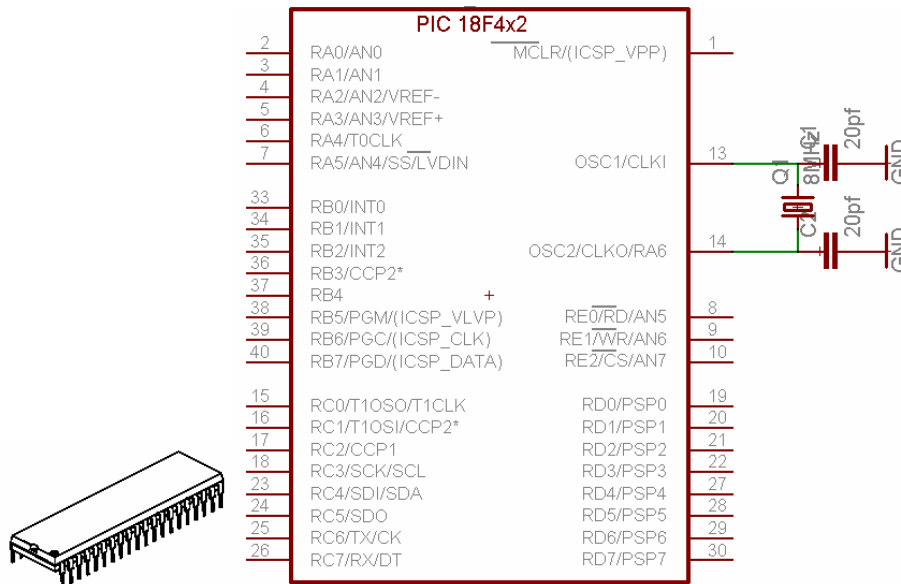 PIC 18F4x2
2 RA0/AN0
3 RA1/AN1
4 RA2/AN2/VREF-
5 RA3/AN3/VREF+
6 RA4/T0CLK
7 RA5/AN4/SS/LVDIN
33 RB0/INT0
34 RB1/INT1
35 RB2/INT2
36 RB3/CCP2*
37 RB4
38 RB5/PGM/(ICSP_VLVP)
39 RB6/PGC/(ICSP_CLK)
40 RB7/PGD/(ICSP_DATA)
15 RC0/T1OSO/T1CLK
16 RC1/T1OSI/CCP2*
17 RC2/CCP1
18 RC3/SCK/SCL
23 RC4/SDI/SDA
24 RC5/SDO
25 RC6/TX/CK
26 RC7/RX/DT
MCLR/(ICSP_VPP) 1
OSC1/CLKI 13
OSC2/CLKO/RA6 14
RE0/RD/AN5 8
RE1/WR/AN6 9
RE2/CS/AN7 10
RD0/PSP0 19
RD1/PSP1 20
RD2/PSP2 21
RD3/PSP3 22
RD4/PSP4 27
RD5/PSP5 28
RD6/PSP6 29
RD7/PSP7 30
Q1
8MHz
C1
20pf
GND
C2
20pf
GND